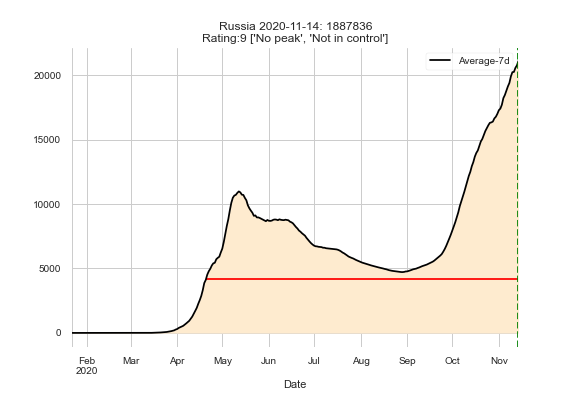 Russia 2020-11-14: 1887836
Rating:9 ['No peak', 'Not in control']
Average-7d
20000
15000
10000
5000
0
Feb Mar Apr May Jun Jul Aug Sep Oct Nov
2020
Date